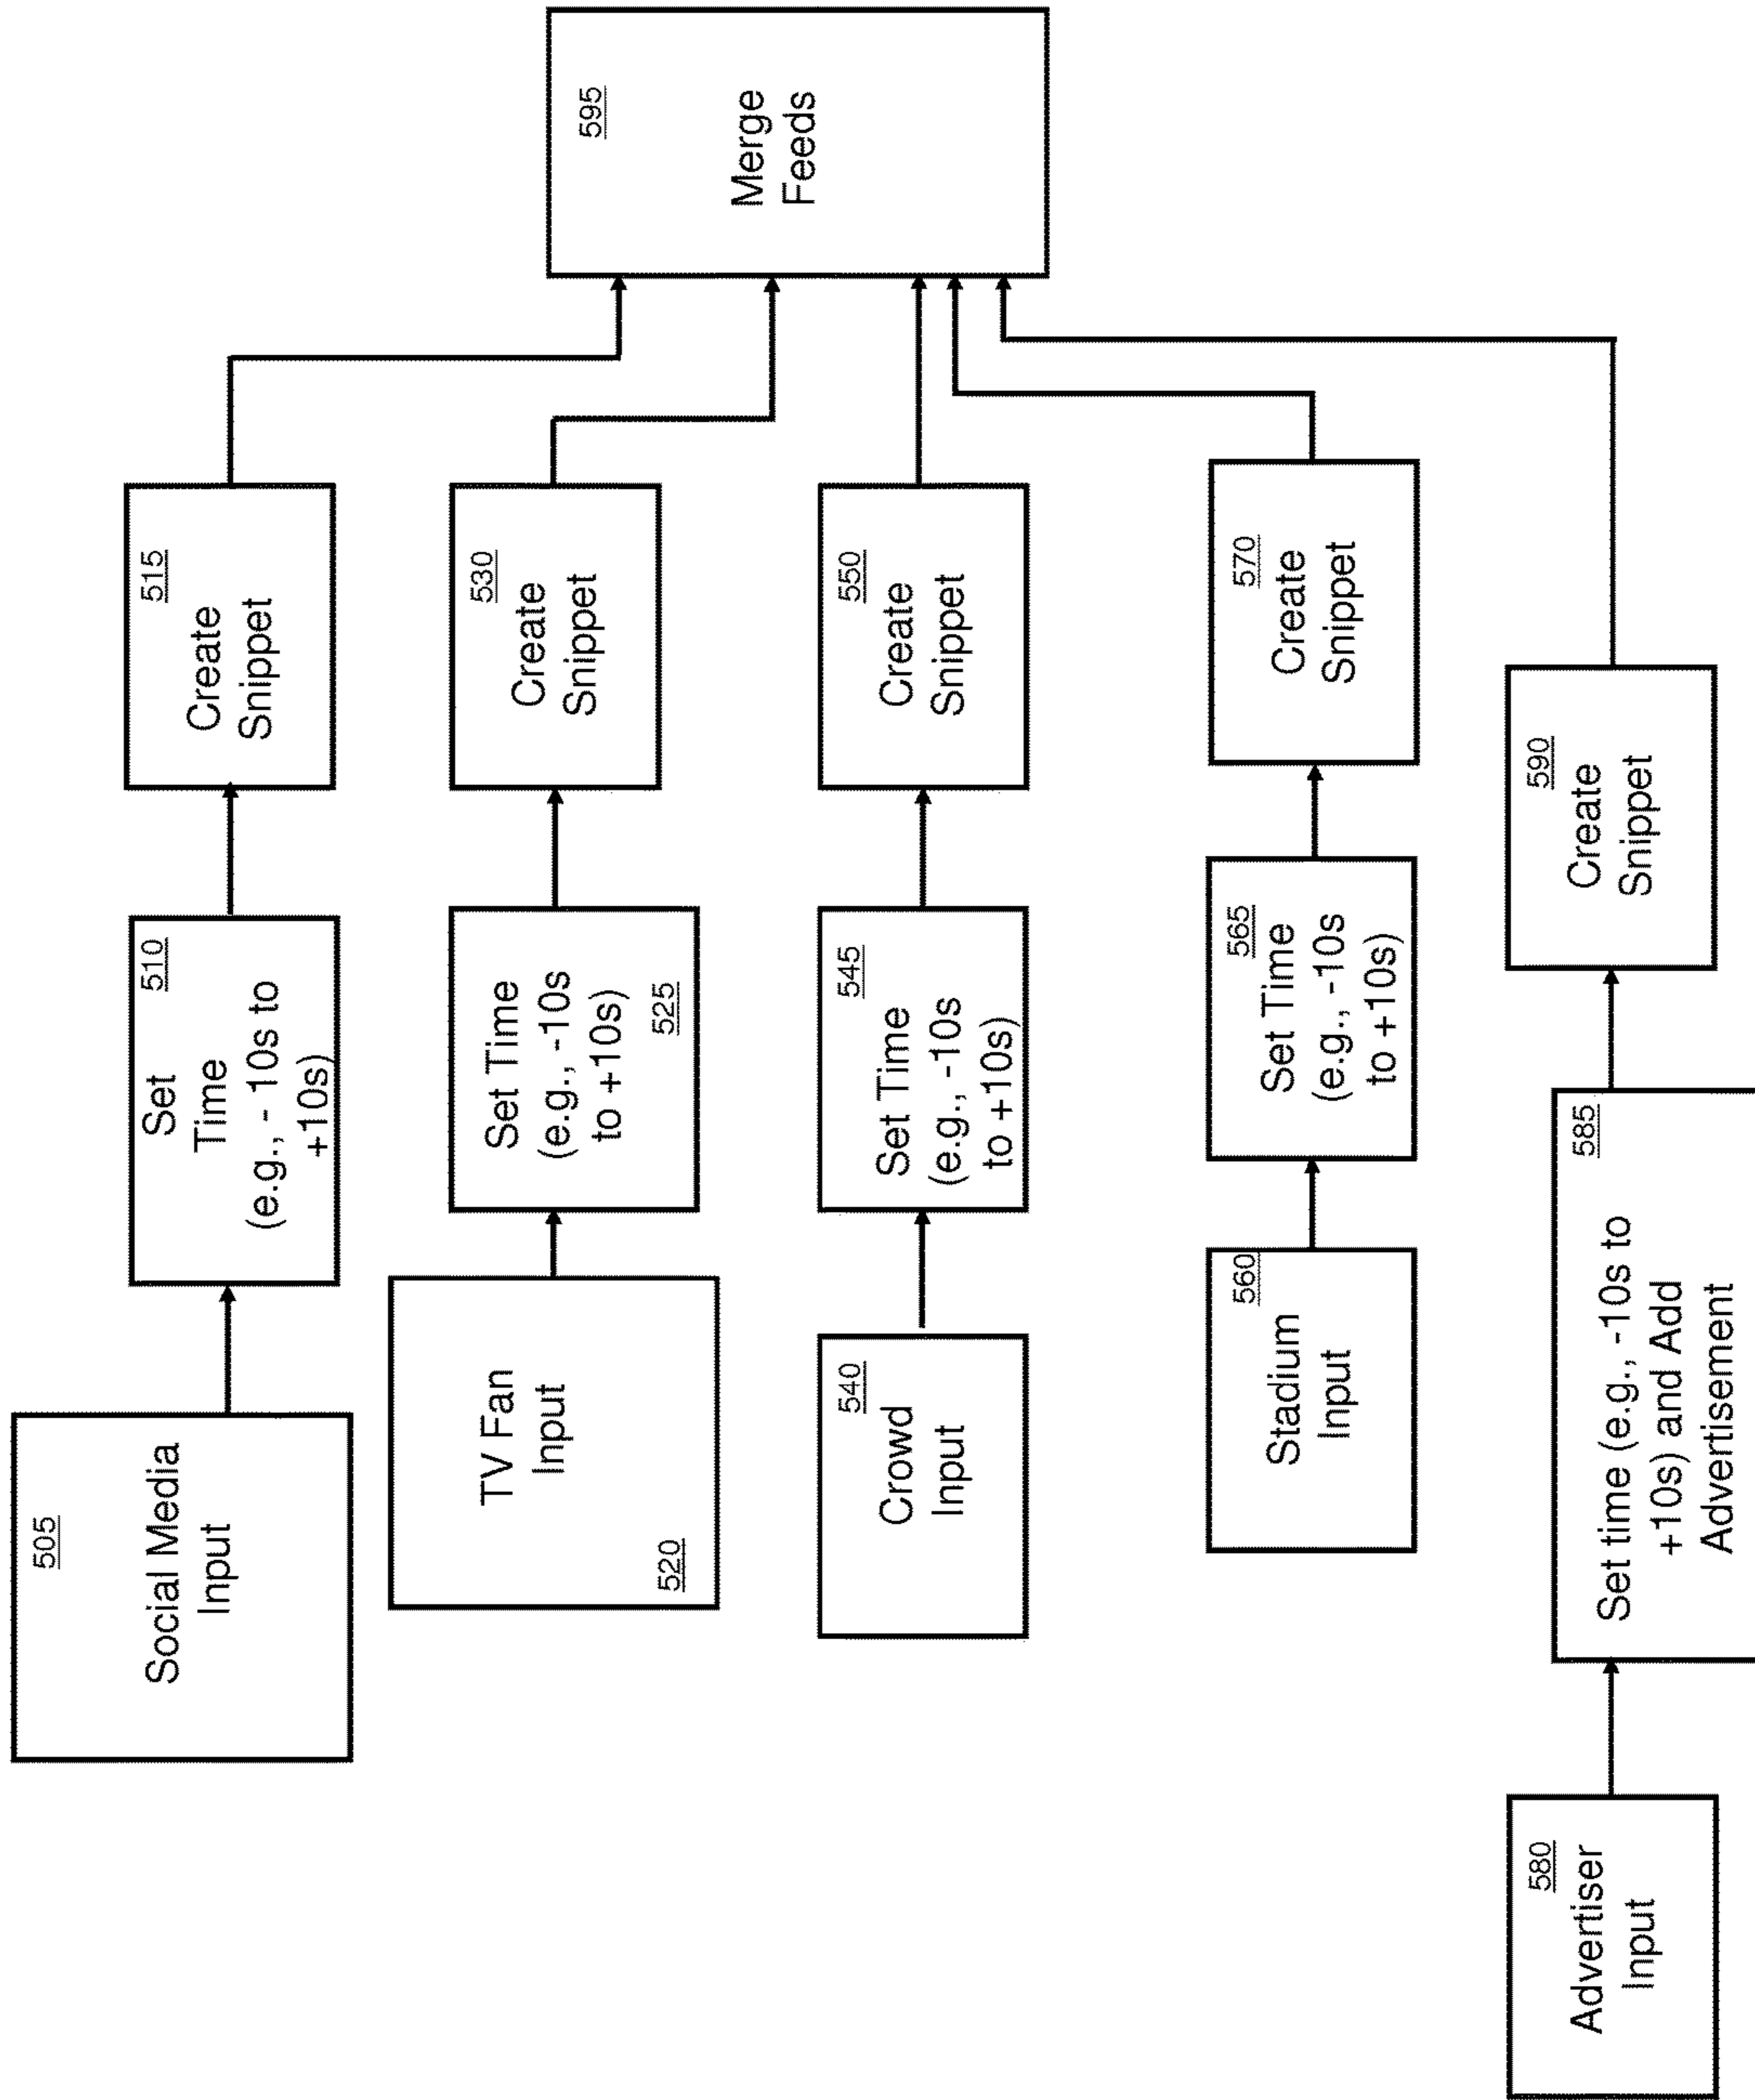 505
Social Media
Input
510
Set
Time
(e.g., - 10s to
+10s)
515
Create
Snippet
TV Fan
Input
520
Set Time
(e.g., -10s
to +10s)
525
530
Create
Snippet
540
Crowd
Input
545
Set Time
(e.g., -10s
to +10s)
550
Create
Snippet
560
Stadium
Input
565
Set Time
(e.g., -10s
to +10s)
570
Create
Snippet
580
Advertiser
Input
585
Set time (e.g., -10s to
+10s) and Add
Advertisement
590
Create
Snippet
595
Merge
Feeds